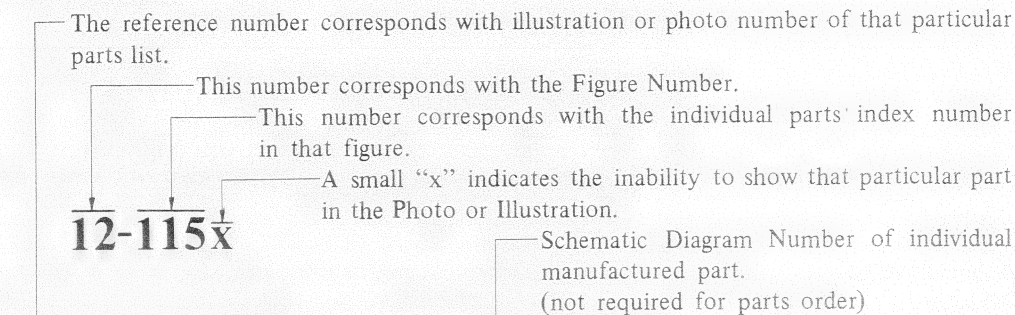 The reference number corresponds with illustration or photo number of that particular
parts list.
This number corresponds with the Figure Number.
This number corresponds with the individual parts index number
in that figure.
A small “x” indicates the inability to show that particular part
in the Photo or Illustration.
12-115x
Schematic Diagram Number of individual
manufactured part.
(not required for parts order)